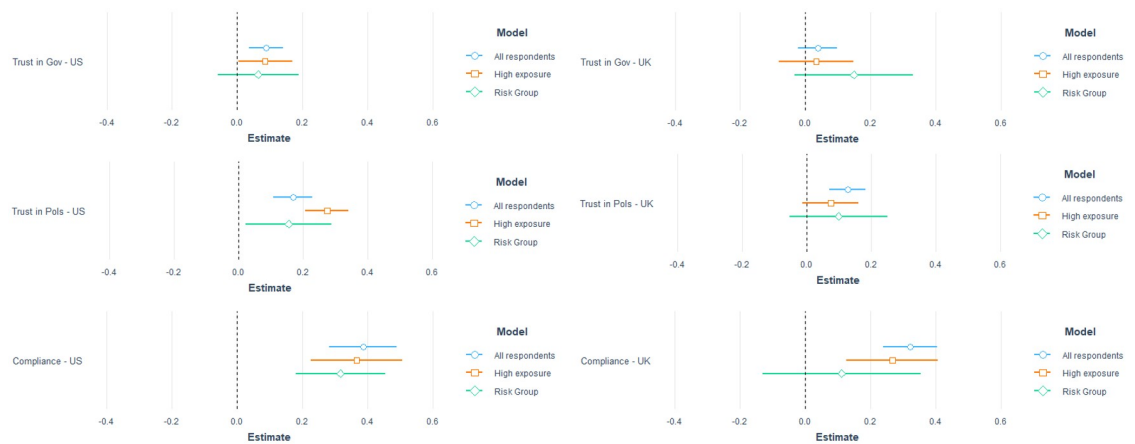 Trust in Gov - US
Model
All respondents
High exposure
Risk Group
-0.4 -0.2 0.0 0.2 0.4 0.6
Estimate
Trust in Gov - UK
Model
All respondents
High exposure
Risk Group
-0.4 -0.2 0.0 0.2 0.4 0.6
Estimate
Trust in Pols - US
Model
All respondents
High exposure
Risk Group
-0.4 -0.2 0.0 0.2 0.4 0.6
Estimate
Trust in Pols - UK
Model
All respondents
High exposure
Risk Group
-0.4 -0.2 0.0 0.2 0.4 0.6
Estimate
Compliance - US
Model
All respondents
High exposure
Risk Group
-0.4 -0.2 0.0 0.2 0.4 0.6
Estimate
Compliance - UK
Model
All respondents
High exposure
Risk Group
-0.4 -0.2 0.0 0.2 0.4 0.6
Estimate